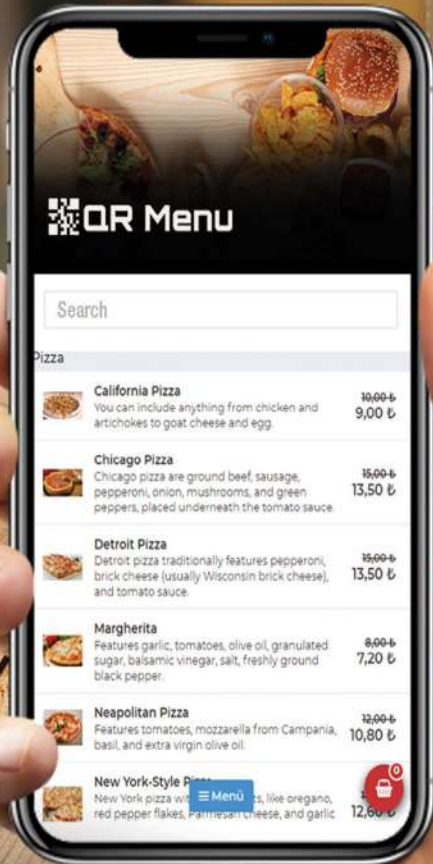 QR Menu
Search
Pizza
California Pizza
You can include anything from chicken and
artichokes to goat cheese and egg.
10,00 ₺
9,00 ₺
Chicago Pizza
Chicago pizza are ground beef, sausage,
pepperoni, onion, mushrooms, and green
peppers, placed underneath the tomato sauce.
15,00 ₺
13,50 ₺
Detroit Pizza
Detroit pizza traditionally features pepperoni,
brick cheese (usually Wisconsin brick cheese),
and tomato sauce.
15,00 ₺
13,50 ₺
Margherita
Features garlic, tomatoes, olive oil, granulated
sugar, balsamic vinegar, salt, freshly ground
black pepper.
8,00 ₺
7,20 ₺
Neapolitan Pizza
Features tomatoes, mozzarella from Campania,
basil, and extra virgin olive oil.
12,00 ₺
10,80 ₺
New York-Style
New York pizza like oregano,
red pepper flakes, Parmesan cheese, and garlic
12,60 ₺
Menü
0